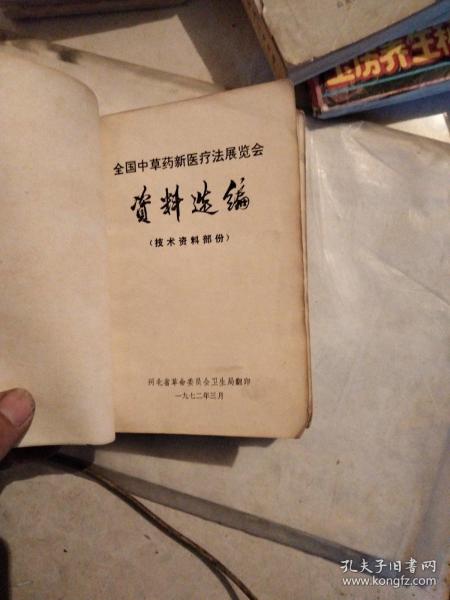 全国中草药新医疗法展览会
资料选编
(技术资料部份)
河北省革命委员会卫生局翻印
一九七二年三月
孔夫子旧书网
www.kongfz.com